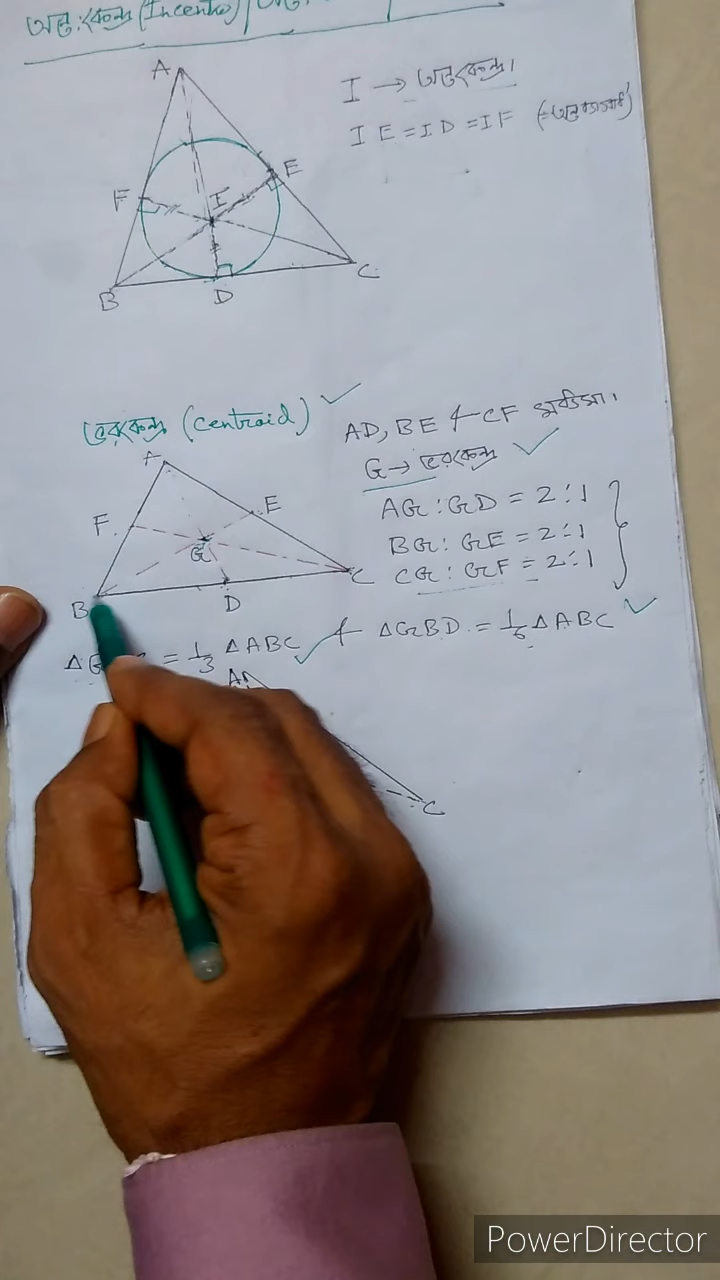 অন্তঃকেন্দ্র (Incentre)
A
I → অন্তঃকেন্দ্র।
IE = ID = IF (=অন্তঃব্যাসার্ধ)
E
F
I
B
D
C
ভরকেন্দ্র (centroid)
AD, BE & CF মধ্যমা।
G → ভরকেন্দ্র
A
AG : GD = 2:1
E
F
BG : GE = 2:1
G
CG : GF = 2:1
C
B
D
= 1/3 ΔABC & ΔGBD = 1/6 ΔABC
A
C
PowerDirector